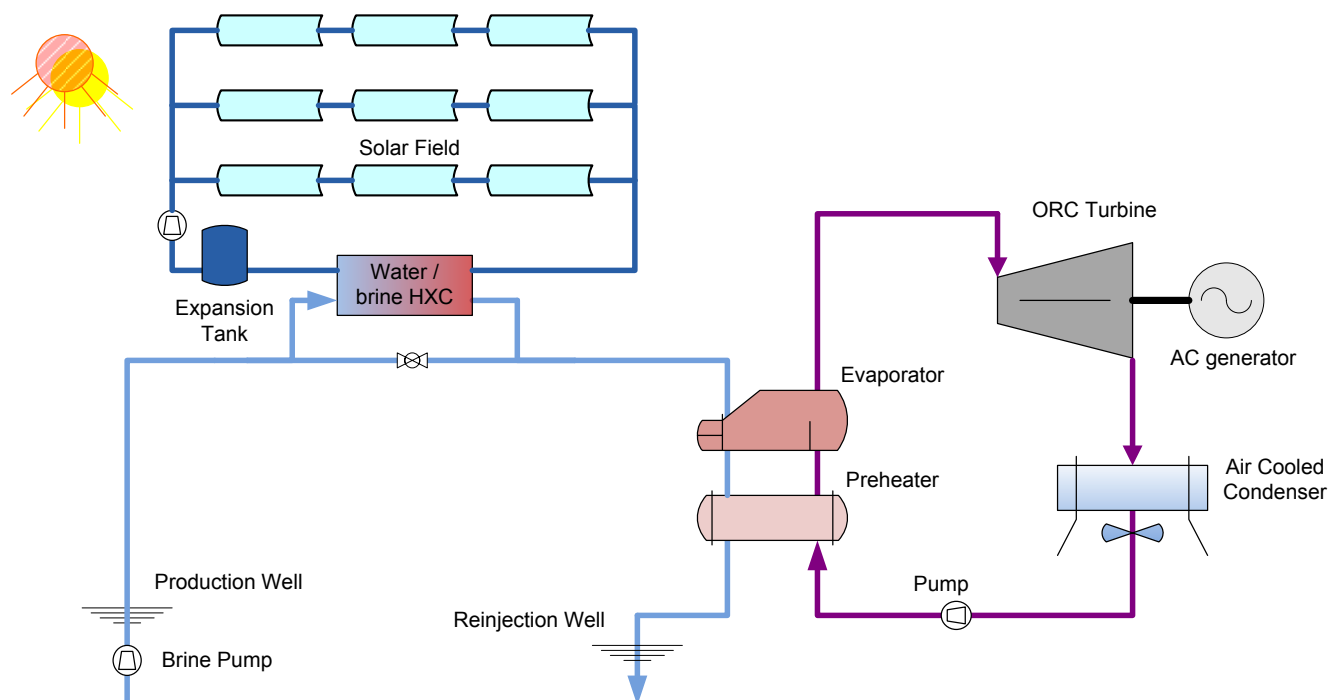 Solar Field
ORC Turbine
Water /
brine HXC
Expansion
Tank
AC generator
Evaporator
Air Cooled
Condenser
Preheater
Production Well
Pump
Reinjection Well
Brine Pump